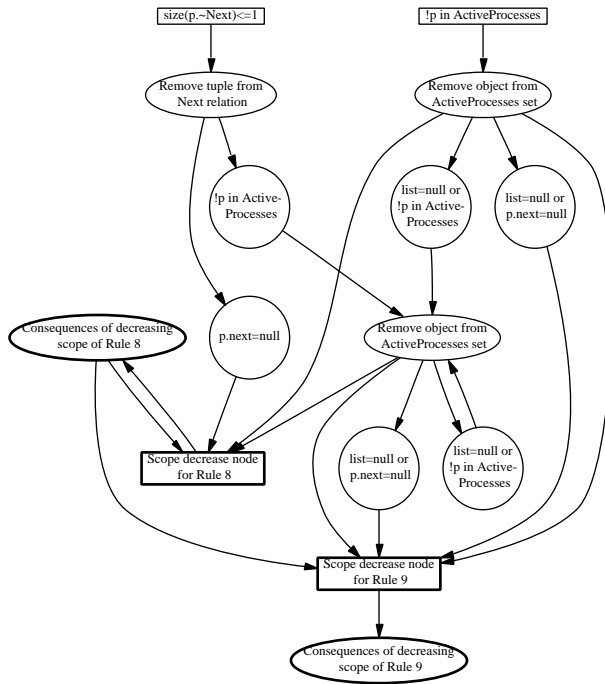 size(p.~Next)<=1
!p in ActiveProcesses
Remove tuple from
Next relation
Remove object from
ActiveProcesses set
!p in Active-
Processes
list=null or
!p in Active-
Processes
list=null or
p.next=null
Consequences of decreasing
scope of Rule 8
p.next=null
Remove object from
ActiveProcesses set
Scope decrease node
for Rule 8
list=null or
p.next=null
list=null or
!p in Active-
Processes
Scope decrease node
for Rule 9
Consequences of decreasing
scope of Rule 9